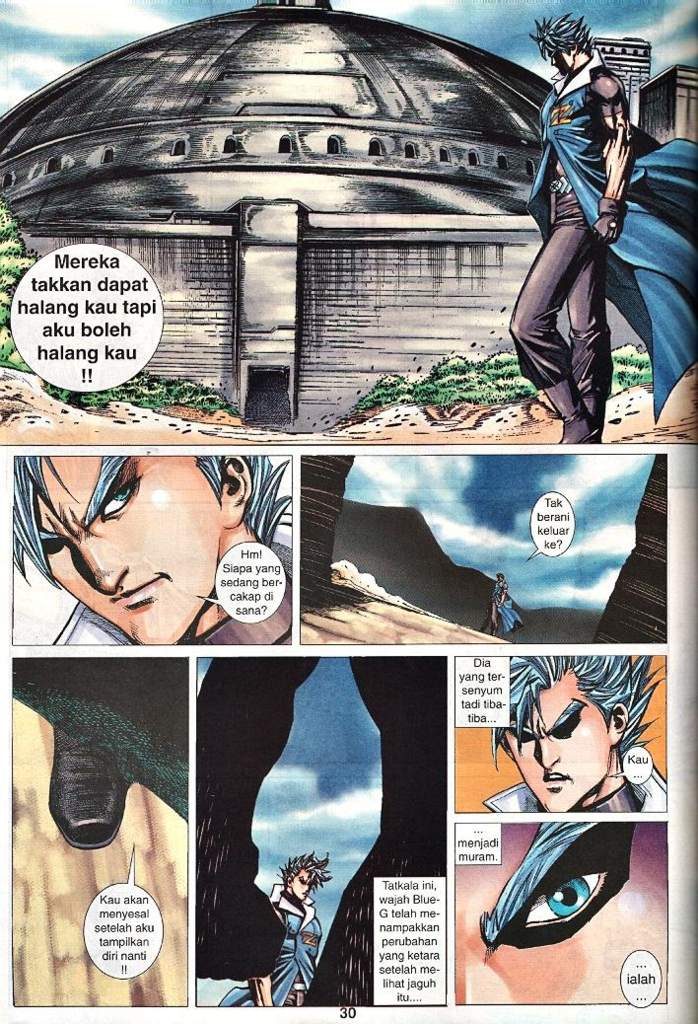 Mereka
takkan dapat
halang kau tapi
aku boleh
halang kau
!!
Hm!
Siapa yang
sedang ber-
cakap di
sana?
Tak
berani
keluar
ke?
Kau akan
menyesal
setelah aku
tampilkan
diri nanti
!!
Tatkala ini,
wajah Blue-
G telah me-
nampakkan
perubahan
yang ketara
setelah me-
lihat jaguh
itu....
Dia
yang ter-
senyum
tadi tiba-
tiba...
Kau
...
...
menjadi
muram.
...
ialah
...
30